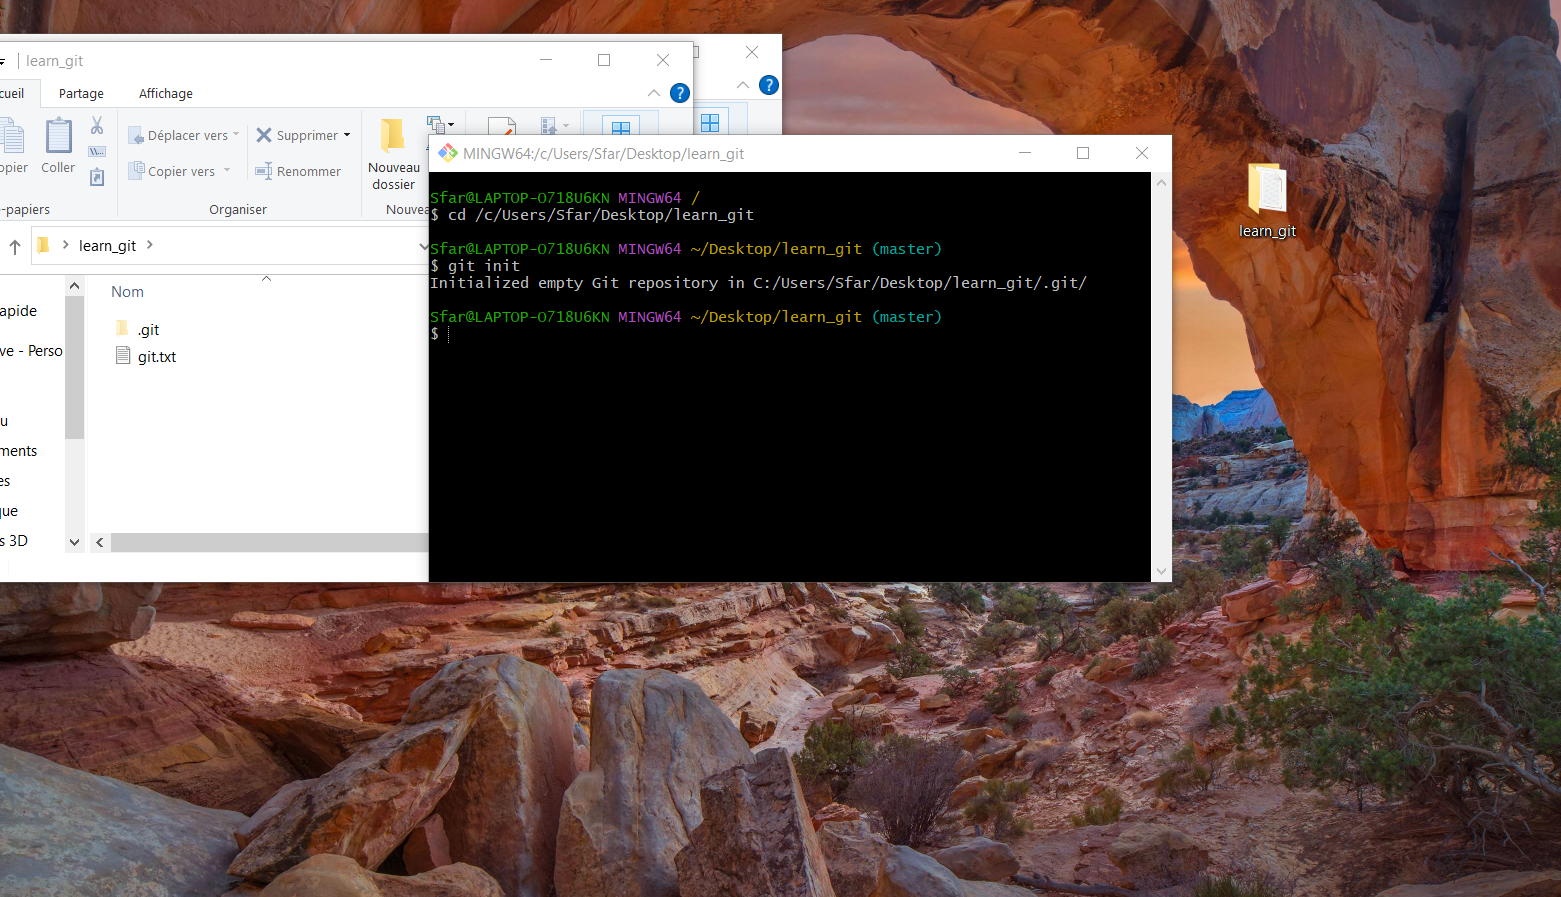 learn_git
cueil Partage Affichage
opier
Coller
Déplacer vers
Copier vers
Supprimer
Renommer
Nouveau
dossier
-papiers
Organiser
Nouveau
learn_git
Nom
apide
.git
ve - Perso
git.txt
u
ments
es
que
s 3D
MINGW64:/c/Users/Sfar/Desktop/learn_git
Sfar@LAPTOP-O718U6KN MINGW64 /
$ cd /c/Users/Sfar/Desktop/learn_git
Sfar@LAPTOP-O718U6KN MINGW64 ~/Desktop/learn_git (master)
$ git init
Initialized empty Git repository in C:/Users/Sfar/Desktop/learn_git/.git/
Sfar@LAPTOP-O718U6KN MINGW64 ~/Desktop/learn_git (master)
$
learn_git